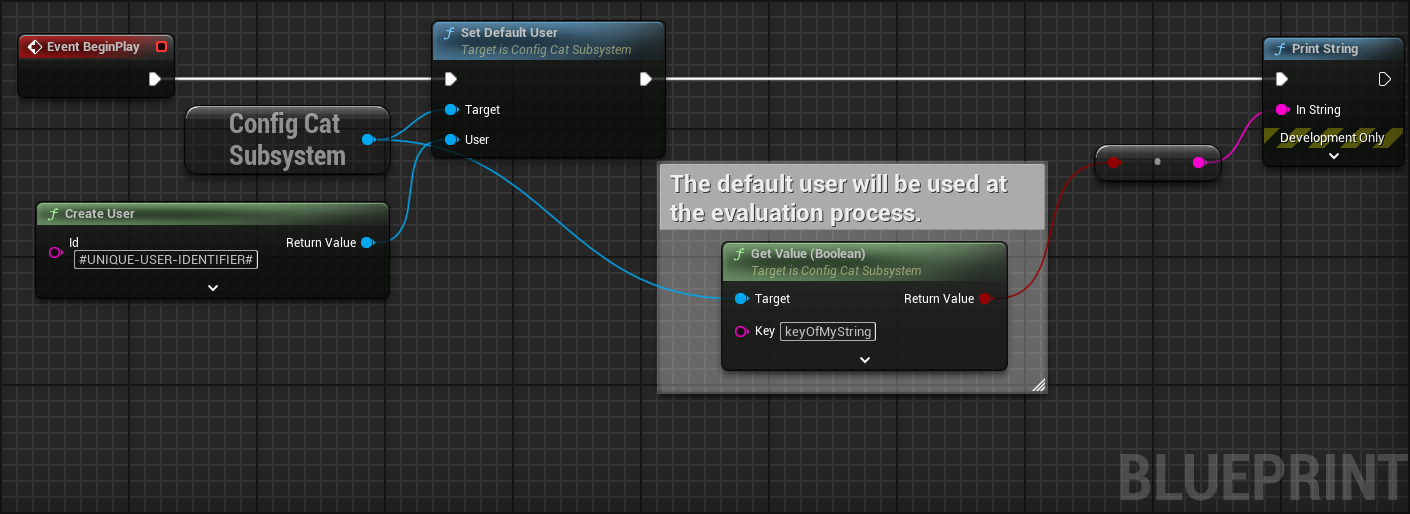 Event BeginPlay
Set Default User
Target is Config Cat Subsystem
Target
User
Print String
In String
Development Only
Config Cat
Subsystem
Create User
Id
#UNIQUE-USER-IDENTIFIER#
Return Value
The default user will be used at
the evaluation process.
Get Value (Boolean)
Target is Config Cat Subsystem
Target
Return Value
Key keyOfMyString
BLUEPRINT